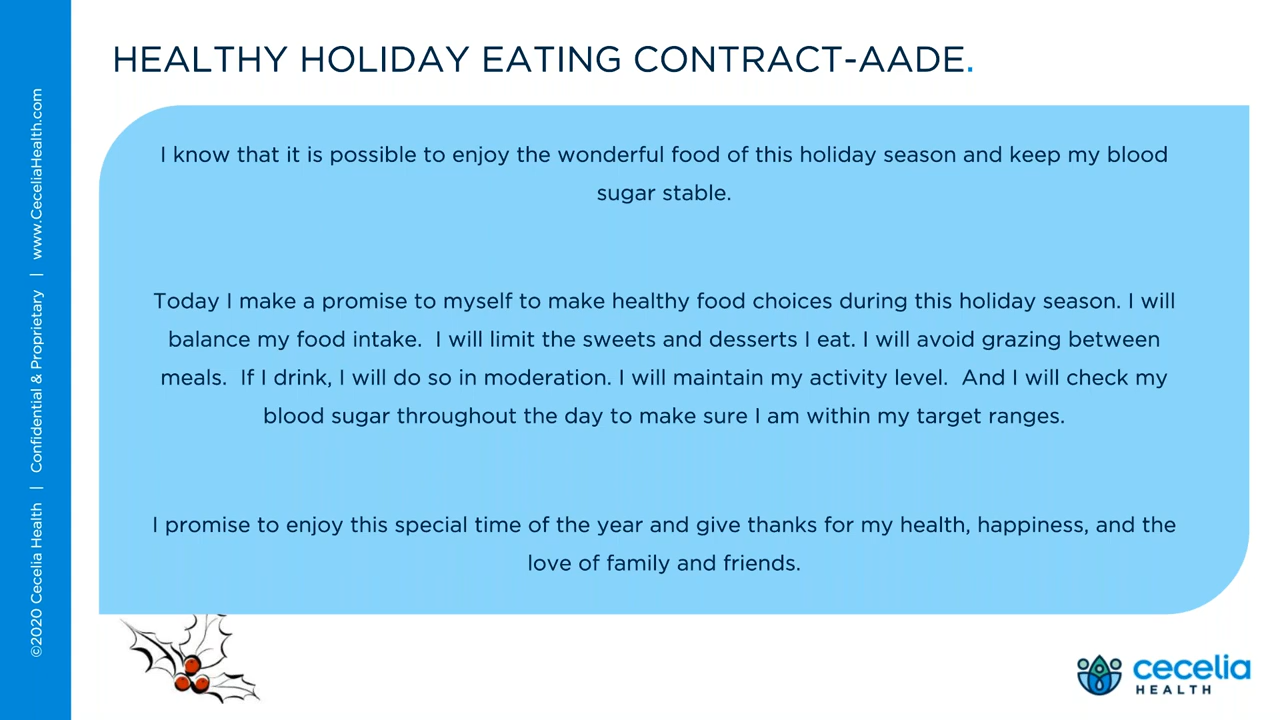 HEALTHY HOLIDAY EATING CONTRACT-AADE.
I know that it is possible to enjoy the wonderful food of this holiday season and keep my blood
sugar stable.
Today I make a promise to myself to make healthy food choices during this holiday season. I will
balance my food intake.  I will limit the sweets and desserts I eat. I will avoid grazing between
meals.  If I drink, I will do so in moderation. I will maintain my activity level.  And I will check my
blood sugar throughout the day to make sure I am within my target ranges.
I promise to enjoy this special time of the year and give thanks for my health, happiness, and the
love of family and friends.
©2020 Cecelia Health | Confidential & Proprietary | www.CeceliaHealth.com
cecelia
HEALTH